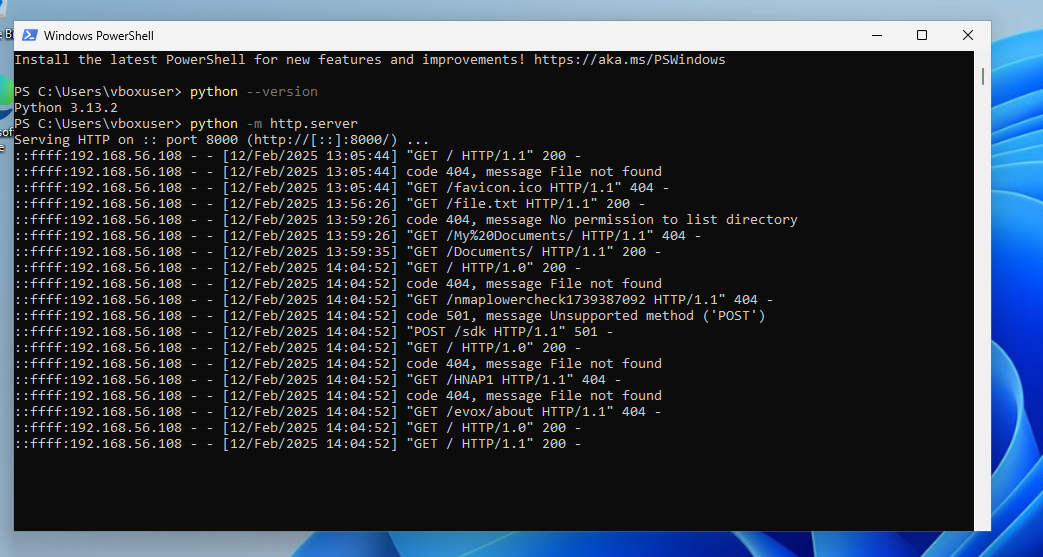 Windows PowerShell
Install the latest PowerShell for new features and improvements! https://aka.ms/PSWindows
PS C:\Users\vboxuser> python --version
Python 3.13.2
PS C:\Users\vboxuser> python -m http.server
Serving HTTP on :: port 8000 (http://[::]:8000/) ...
::ffff:192.168.56.108 - - [12/Feb/2025 13:05:44] "GET / HTTP/1.1" 200 -
::ffff:192.168.56.108 - - [12/Feb/2025 13:05:44] code 404, message File not found
::ffff:192.168.56.108 - - [12/Feb/2025 13:05:44] "GET /favicon.ico HTTP/1.1" 404 -
::ffff:192.168.56.108 - - [12/Feb/2025 13:56:26] "GET /file.txt HTTP/1.1" 200 -
::ffff:192.168.56.108 - - [12/Feb/2025 13:59:26] code 404, message No permission to list directory
::ffff:192.168.56.108 - - [12/Feb/2025 13:59:26] "GET /My%20Documents/ HTTP/1.1" 404 -
::ffff:192.168.56.108 - - [12/Feb/2025 13:59:35] "GET /Documents/ HTTP/1.1" 200 -
::ffff:192.168.56.108 - - [12/Feb/2025 14:04:52] "GET / HTTP/1.0" 200 -
::ffff:192.168.56.108 - - [12/Feb/2025 14:04:52] code 404, message File not found
::ffff:192.168.56.108 - - [12/Feb/2025 14:04:52] "GET /nmaplowercheck1739387092 HTTP/1.1" 404 -
::ffff:192.168.56.108 - - [12/Feb/2025 14:04:52] code 501, message Unsupported method ('POST')
::ffff:192.168.56.108 - - [12/Feb/2025 14:04:52] "POST /sdk HTTP/1.1" 501 -
::ffff:192.168.56.108 - - [12/Feb/2025 14:04:52] "GET / HTTP/1.0" 200 -
::ffff:192.168.56.108 - - [12/Feb/2025 14:04:52] code 404, message File not found
::ffff:192.168.56.108 - - [12/Feb/2025 14:04:52] "GET /HNAP1 HTTP/1.1" 404 -
::ffff:192.168.56.108 - - [12/Feb/2025 14:04:52] code 404, message File not found
::ffff:192.168.56.108 - - [12/Feb/2025 14:04:52] "GET /evox/about HTTP/1.1" 404 -
::ffff:192.168.56.108 - - [12/Feb/2025 14:04:52] "GET / HTTP/1.0" 200 -
::ffff:192.168.56.108 - - [12/Feb/2025 14:04:52] "GET / HTTP/1.1" 200 -